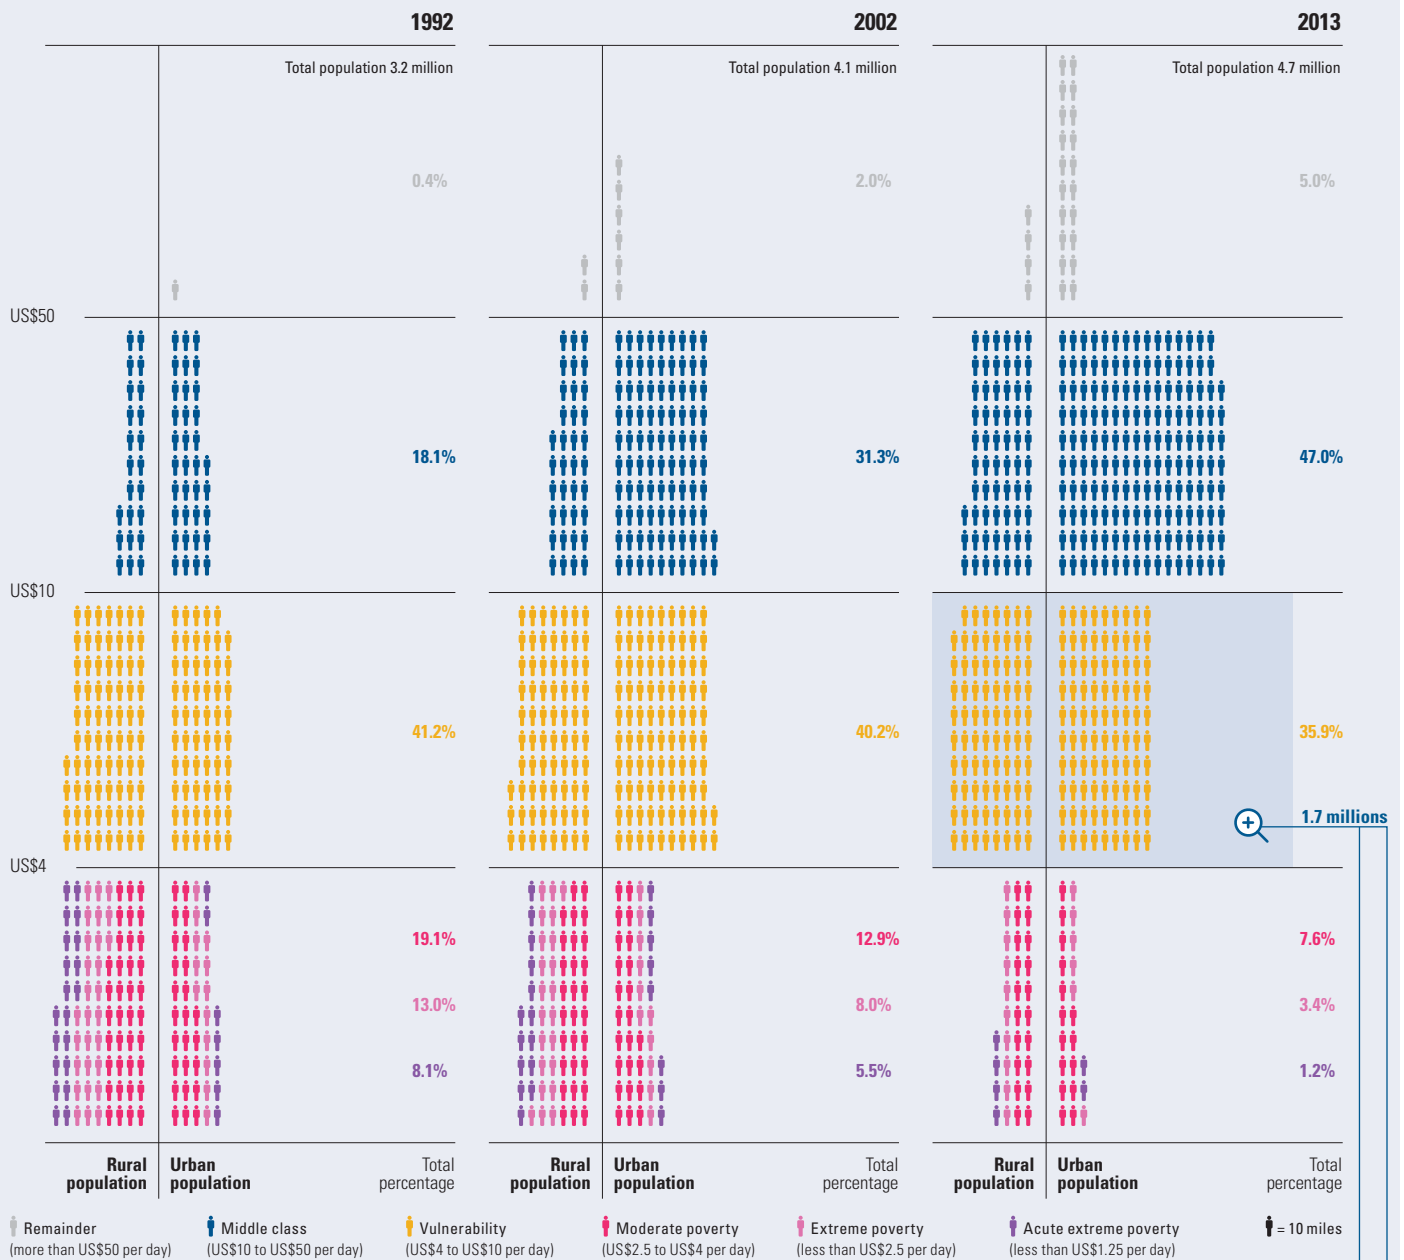 1992
2002
2013
Total population 3.2 million
Total population 4.1 million
Total population 4.7 million
0.4%
2.0%
5.0%
US$50
18.1%
31.3%
47.0%
US$10
41.2%
40.2%
35.9%
1.7 millions
US$4
19.1%
12.9%
7.6%
13.0%
8.0%
3.4%
8.1%
5.5%
1.2%
Rural
population
Urban
population
Total
percentage
Rural
population
Urban
population
Total
percentage
Rural
population
Urban
population
Total
percentage
Remainder
(more than US$50 per day)
Middle class
(US$10 to US$50 per day)
Vulnerability
(US$4 to US$10 per day)
Moderate poverty
(US$2.5 to US$4 per day)
Extreme poverty
(less than US$2.5 per day)
Acute extreme poverty
(less than US$1.25 per day)
= 10 miles